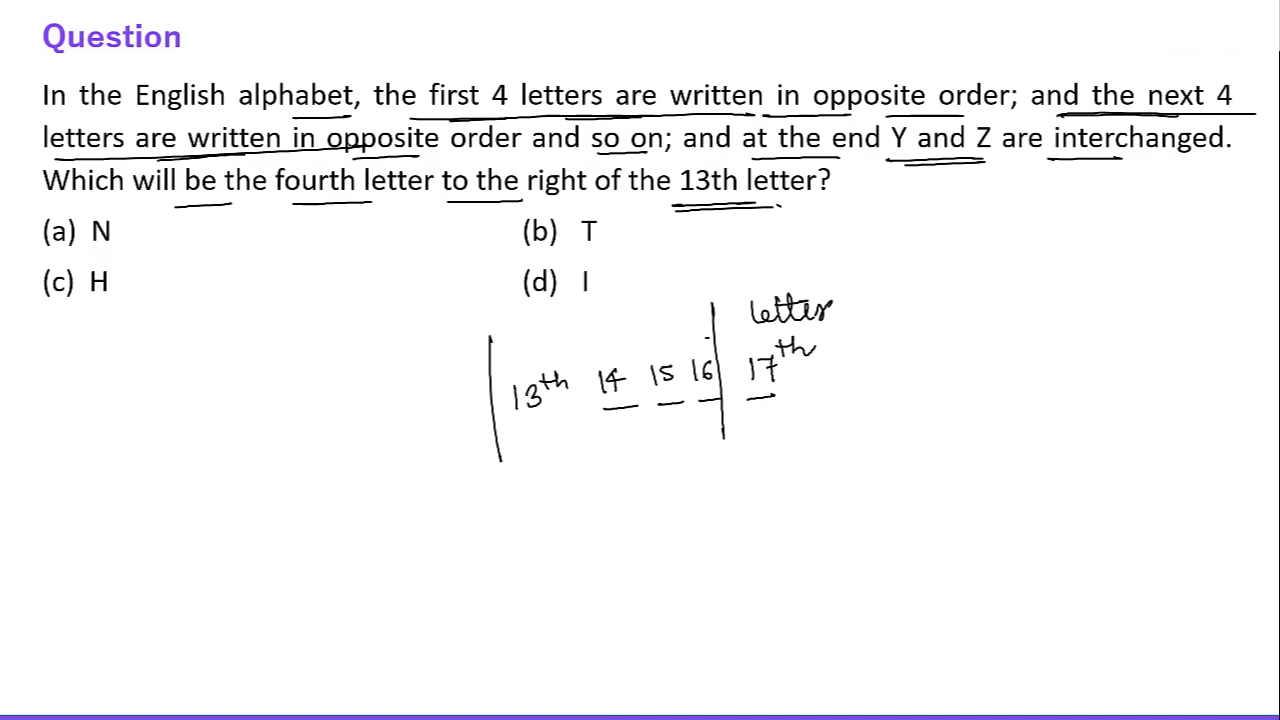 Question
In the English alphabet, the first 4 letters are written in opposite order; and the next 4
letters are written in opposite order and so on; and at the end Y and Z are interchanged.
Which will be the fourth letter to the right of the 13th letter?
(a) N (b) T
(c) H (d) I
letter
13th 14 15 16 17th